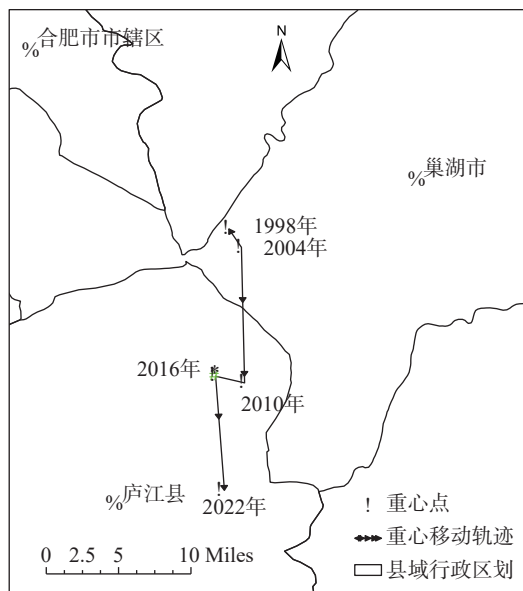 合肥市市辖区
N
巢湖市
1998年
2004年
2016年
2010年
庐江县
2022年
! 重心点
重心移动轨迹
县域行政区划
0 2.5 5 10 Miles